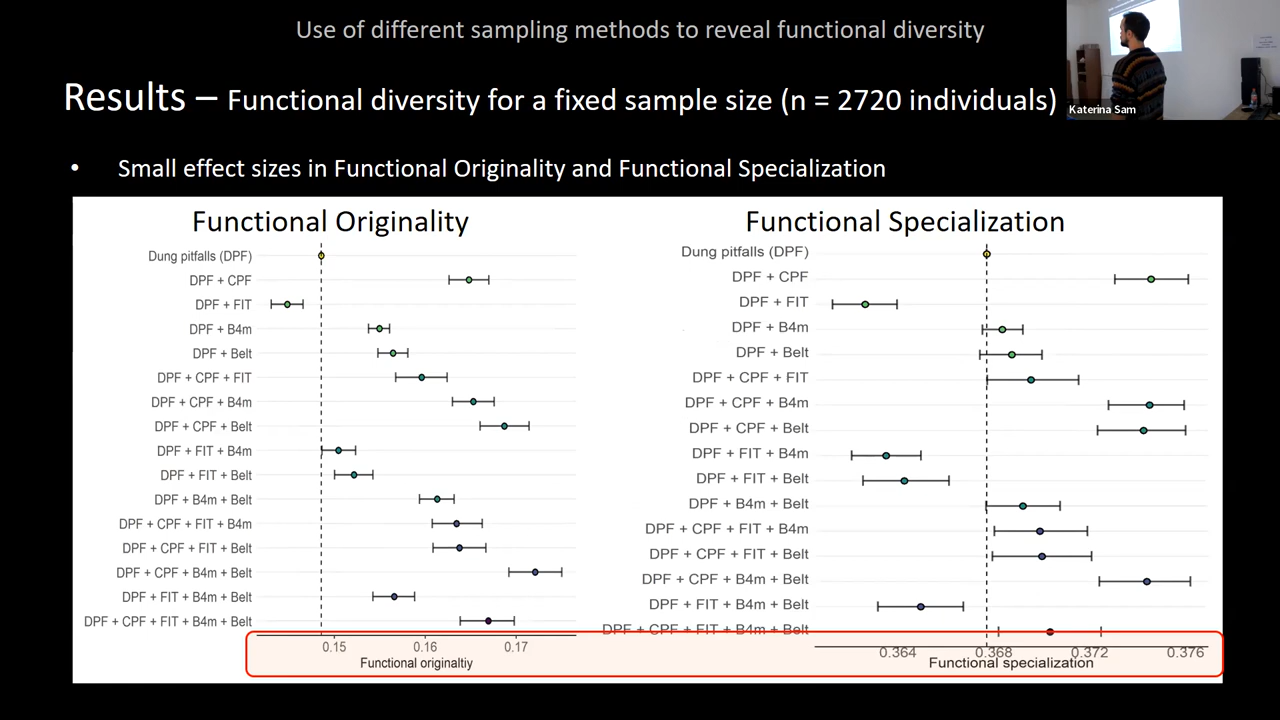 Use of different sampling methods to reveal functional diversity
Results – Functional diversity for a fixed sample size (n = 2720 individuals)
Katerina Sam
• Small effect sizes in Functional Originality and Functional Specialization
Functional Originality
Dung pitfalls (DPF)
DPF + CPF
DPF + FIT
DPF + B4m
DPF + Belt
DPF + CPF + FIT
DPF + CPF + B4m
DPF + CPF + Belt
DPF + FIT + B4m
DPF + FIT + Belt
DPF + B4m + Belt
DPF + CPF + FIT + B4m
DPF + CPF + FIT + Belt
DPF + CPF + B4m + Belt
DPF + FIT + B4m + Belt
DPF + CPF + FIT + B4m + Belt
0.15 0.16 0.17
Functional originaltiy
Functional Specialization
Dung pitfalls (DPF)
DPF + CPF
DPF + FIT
DPF + B4m
DPF + Belt
DPF + CPF + FIT
DPF + CPF + B4m
DPF + CPF + Belt
DPF + FIT + B4m
DPF + FIT + Belt
DPF + B4m + Belt
DPF + CPF + FIT + B4m
DPF + CPF + FIT + Belt
DPF + CPF + B4m + Belt
DPF + FIT + B4m + Belt
DPF + CPF + FIT + B4m + Belt
0.364 0.368 0.372 0.376
Functional specialization